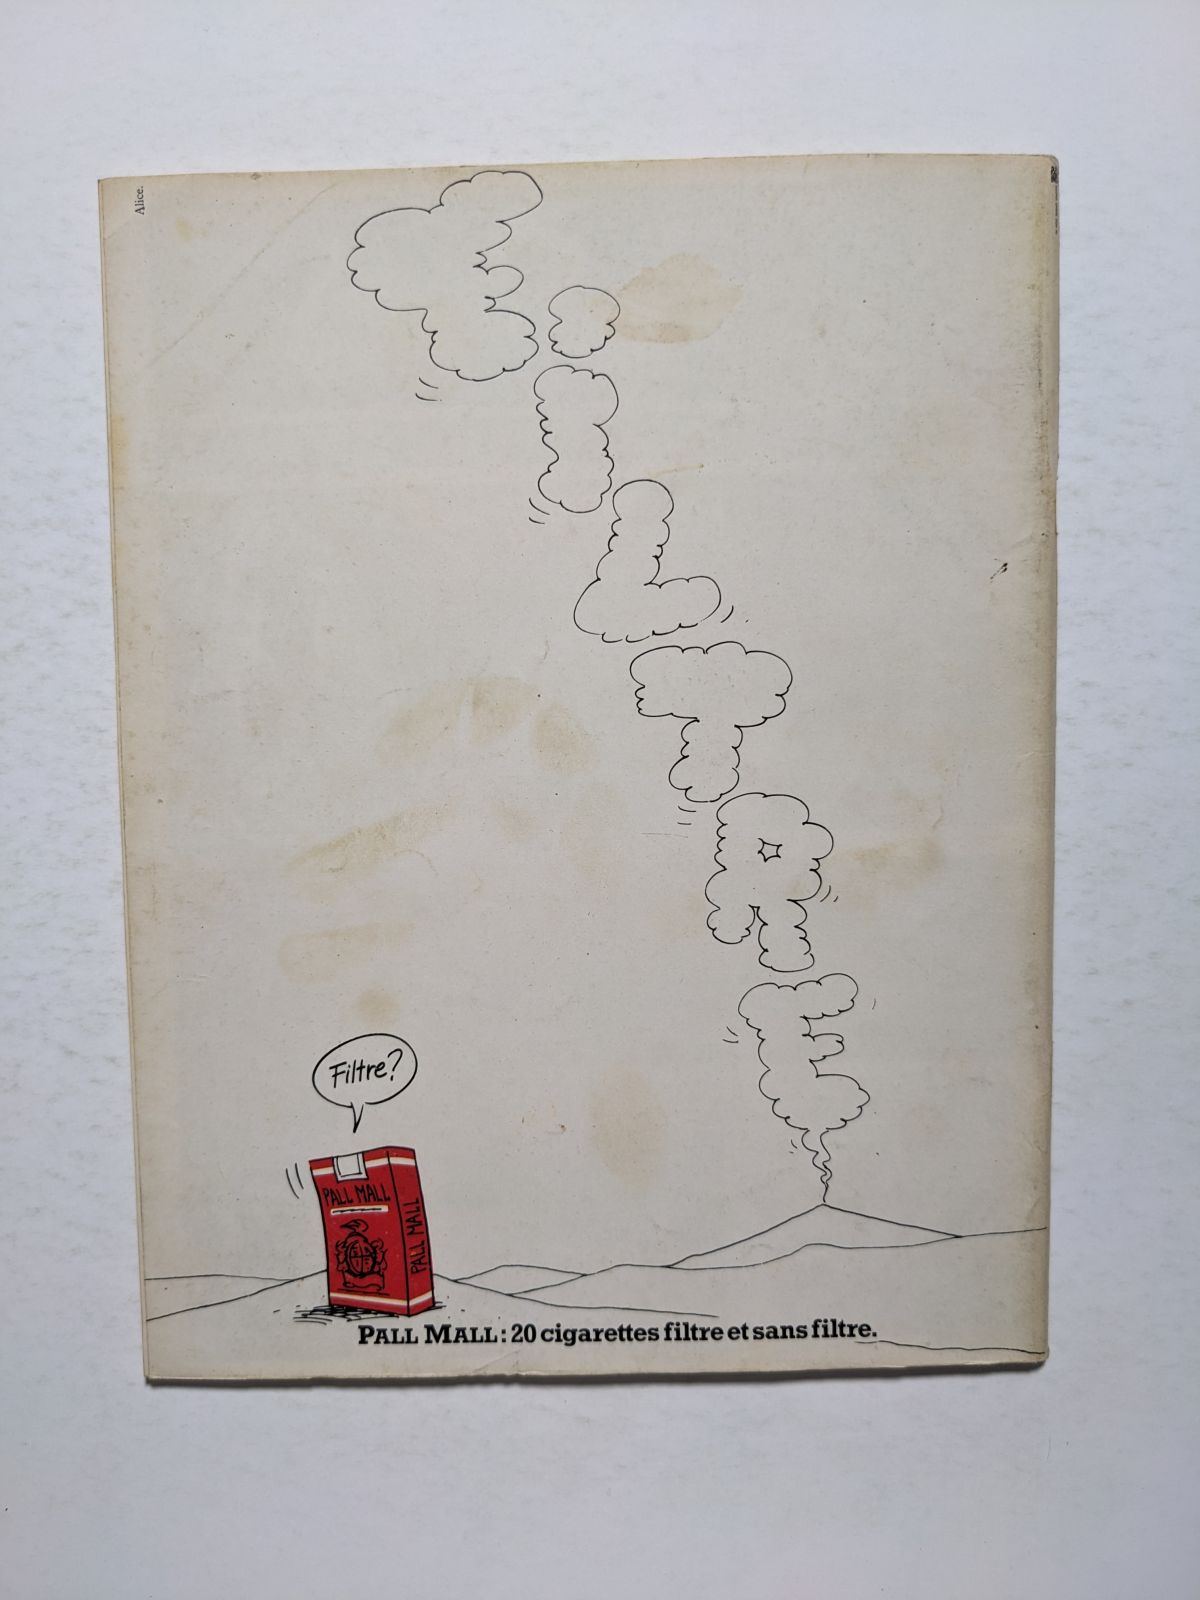 Alice.
FiLTRE
Filtre?
PALL MALL
PALL MALL
PALL MALL: 20 cigarettes filtre et sans filtre.